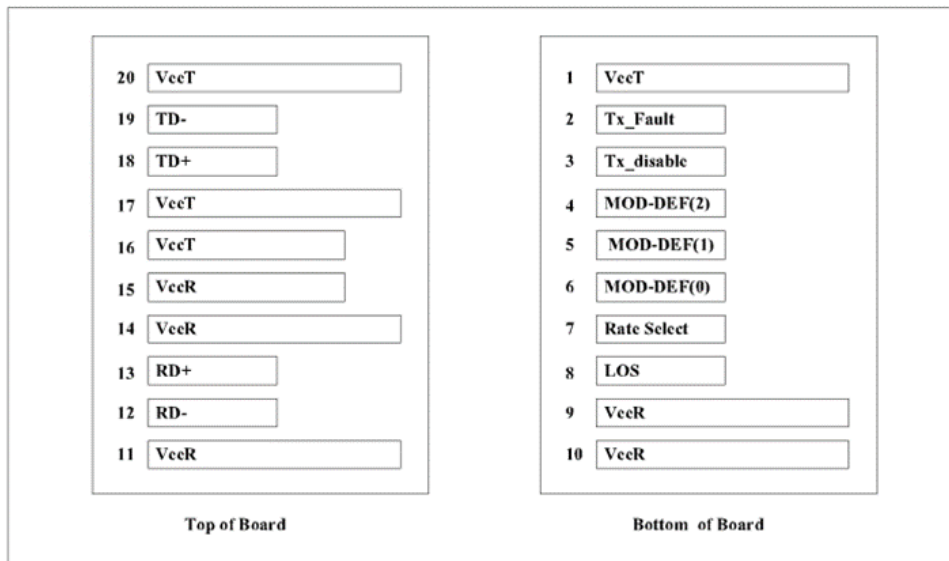 20 VeeT
19 TD-
18 TD+
17 VeeT
16 VccT
15 VccR
14 VeeR
13 RD+
12 RD-
11 VeeR
Top of Board
1 VeeT
2 Tx_Fault
3 Tx_disable
4 MOD-DEF(2)
5 MOD-DEF(1)
6 MOD-DEF(0)
7 Rate Select
8 LOS
9 VeeR
10 VeeR
Bottom of Board